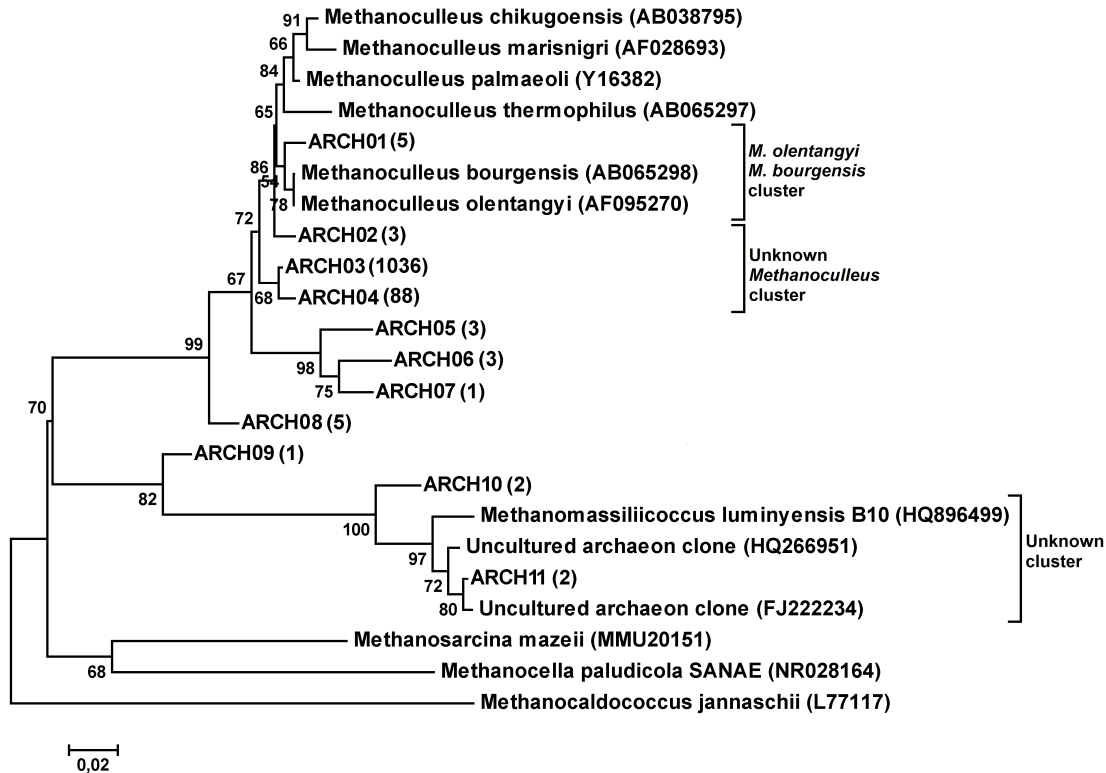 91
Methanoculleus chikugoensis (AB038795)
66
Methanoculleus marisnigri (AF028693)
84
Methanoculleus palmaeoli (Y16382)
65
Methanoculleus thermophilus (AB065297)
ARCH01 (5)
86
54
Methanoculleus bourgensis (AB065298)
78
Methanoculleus olentangyi (AF095270)
M. olentangyi
M. bourgensis
cluster
72
ARCH02 (3)
ARCH03 (1036)
68
ARCH04 (88)
Unknown
Methanoculleus
cluster
67
ARCH05 (3)
99
98
ARCH06 (3)
75
ARCH07 (1)
70
ARCH08 (5)
ARCH09 (1)
82
ARCH10 (2)
100
Methanomassiliicoccus luminyensis B10 (HQ896499)
97
Uncultured archaeon clone (HQ266951)
72
ARCH11 (2)
80
Uncultured archaeon clone (FJ222234)
Unknown
cluster
Methanosarcina mazeii (MMU20151)
68
Methanocella paludicola SANAE (NR028164)
Methanocaldococcus jannaschii (L77117)
0,02